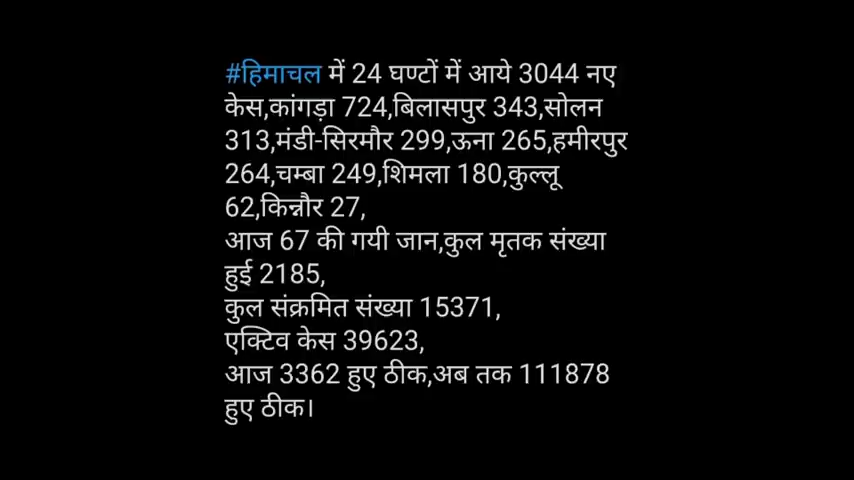 #हिमाचल में 24 घण्टों में आये 3044 नए
केस,कांगड़ा 724,बिलासपुर 343,सोलन
313,मंडी-सिरमौर 299,ऊना 265,हमीरपुर
264,चम्बा 249,शिमला 180,कुल्लू
62,किन्नौर 27,
आज 67 की गयी जान,कुल मृतक संख्या
हुई 2185,
कुल संक्रमित संख्या 15371,
एक्टिव केस 39623,
आज 3362 हुए ठीक,अब तक 111878
हुए ठीक।